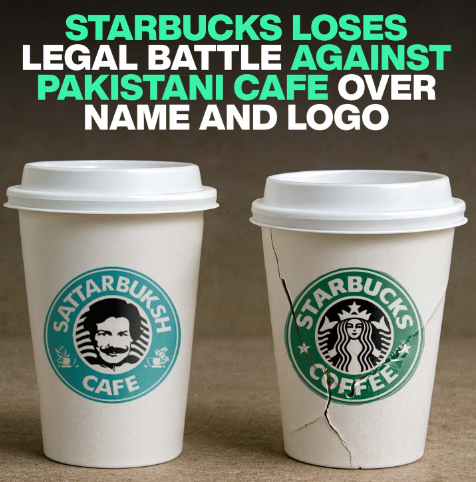 STARBUCKS LOSES
LEGAL BATTLE AGAINST
PAKISTANI CAFE OVER
NAME AND LOGO
SATTARBUKSH
CAFE
STARBUCKS
COFFEE